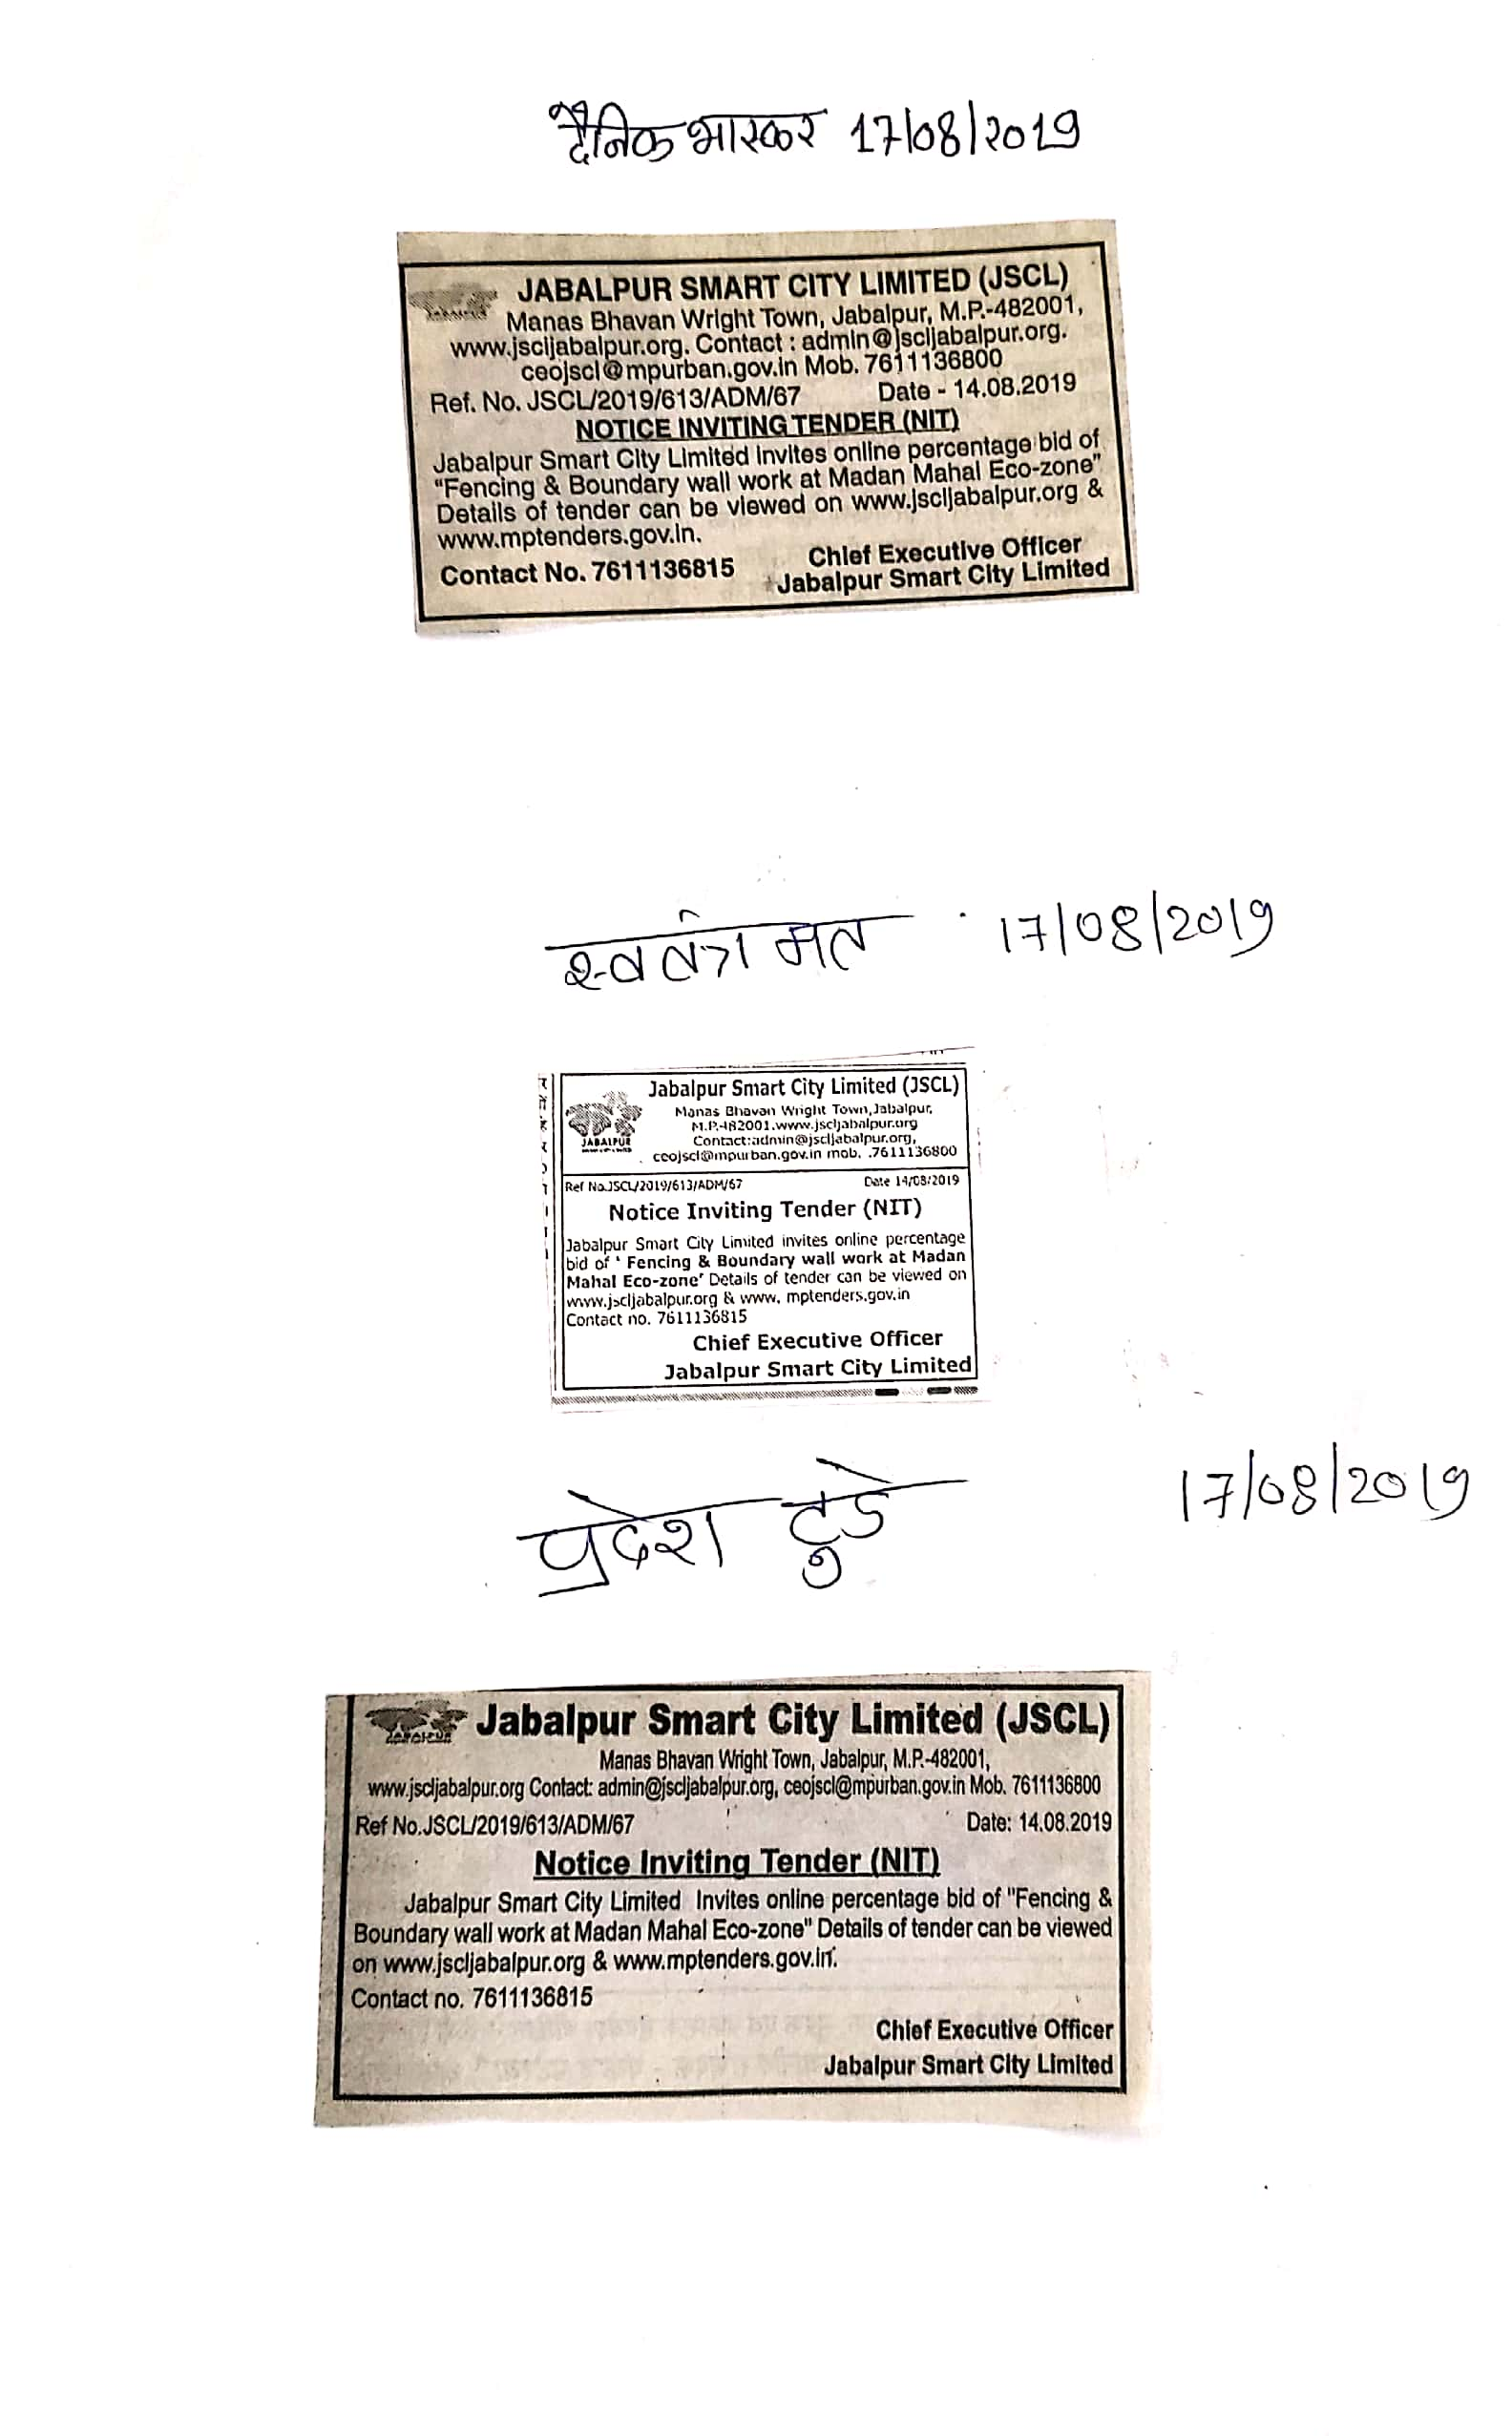 दैनिक भास्कर 17/08/2019
JABALPUR SMART CITY LIMITED (JSCL)
JABALPUR
Manas Bhavan Wright Town, Jabalpur, M.P.-482001,
www.jscljabalpur.org. Contact : admin@jscljabalpur.org.
ceojscl@mpurban.gov.in Mob. 7611136800
Ref. No. JSCL/2019/613/ADM/67 Date - 14.08.2019
NOTICE INVITING TENDER (NIT)
Jabalpur Smart City Limited invites online percentage bid of
"Fencing & Boundary wall work at Madan Mahal Eco-zone"
Details of tender can be viewed on www.jscljabalpur.org &
www.mptenders.gov.in.
Chief Executive Officer
Contact No. 7611136815 Jabalpur Smart City Limited
स्वतंत्र मत 17/08/2019
Jabalpur Smart City Limited (JSCL)
Manas Bhavan Wright Town,Jabalpur,
M.P.-482001.www.jscljabalpur.org
JABALPUR
Contact:admin@jscljabalpur.org,
ceojscl@mpurban.gov.in mob. .7611136800
Ref No.JSCL/2019/613/ADM/67 Date 14/08/2019
Notice Inviting Tender (NIT)
Jabalpur Smart City Limited invites online percentage
bid of ' Fencing & Boundary wall work at Madan
Mahal Eco-zone' Details of tender can be viewed on
www.jscljabalpur.org & www. mptenders.gov.in
Contact no. 7611136815
Chief Executive Officer
Jabalpur Smart City Limited
प्रदेश टुडे 17/08/2019
Jabalpur Smart City Limited (JSCL)
JABALPUR
Manas Bhavan Wright Town, Jabalpur, M.P.-482001,
www.jscljabalpur.org Contact: admin@jscljabalpur.org, ceojscl@mpurban.gov.in Mob. 7611136800
Ref No.JSCL/2019/613/ADM/67 Date: 14.08.2019
Notice Inviting Tender (NIT)
Jabalpur Smart City Limited Invites online percentage bid of "Fencing &
Boundary wall work at Madan Mahal Eco-zone" Details of tender can be viewed
on www.jscljabalpur.org & www.mptenders.gov.in.
Contact no. 7611136815
Chief Executive Officer
Jabalpur Smart City Limited